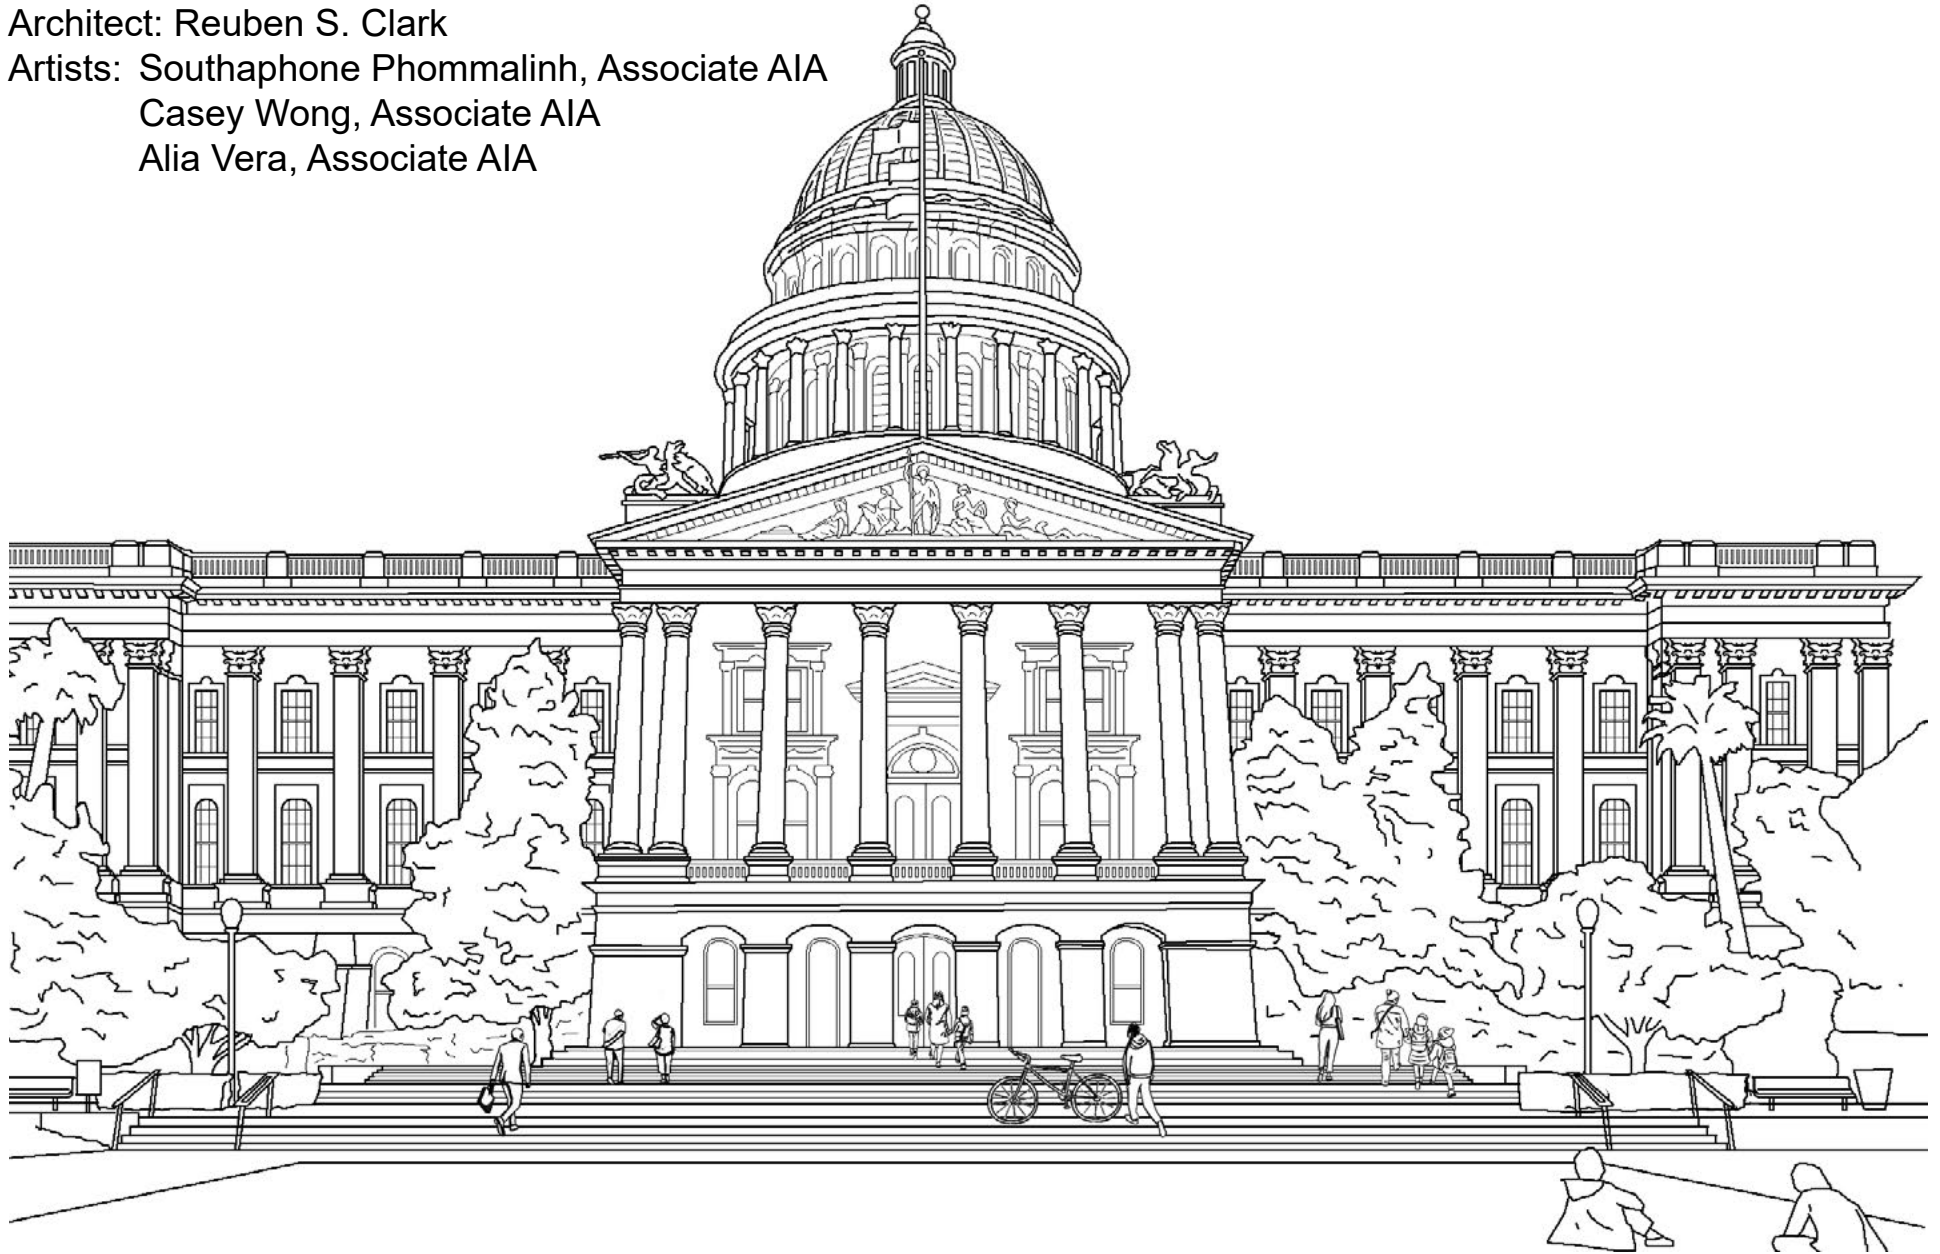 Architect: Reuben S. Clark
Artists: Southaphone Phommalinh, Associate AIA
Casey Wong, Associate AIA
Alia Vera, Associate AIA